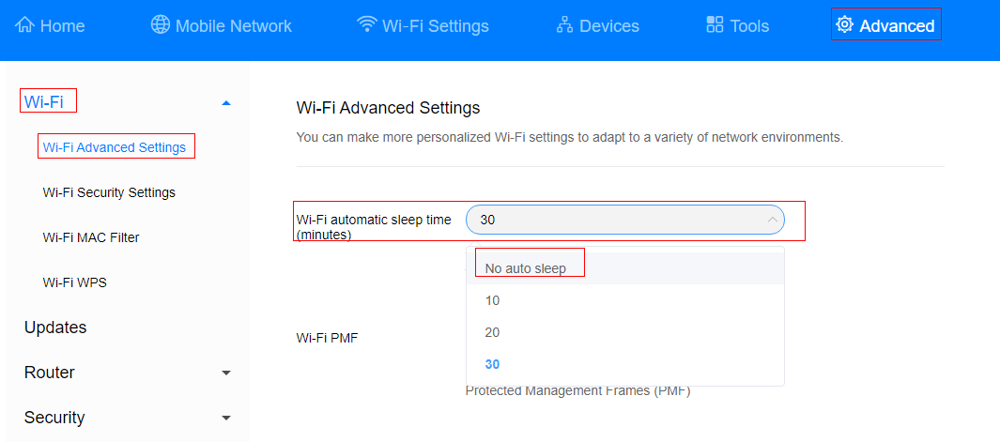 Home Mobile Network Wi-Fi Settings Devices Tools Advanced
Wi-Fi
Wi-Fi Advanced Settings
Wi-Fi Security Settings
Wi-Fi MAC Filter
Wi-Fi WPS
Updates
Router
Security
Wi-Fi Advanced Settings
You can make more personalized Wi-Fi settings to adapt to a variety of network environments.
Wi-Fi automatic sleep time
(minutes)
30
No auto sleep
10
20
30
Wi-Fi PMF
Protected Management Frames (PMF)